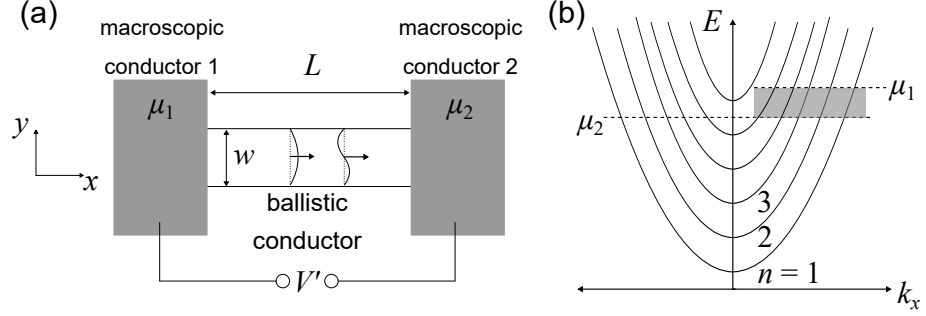 (a)
macroscopic
conductor 1
macroscopic
conductor 2
L
μ1
μ2
y
x
w
ballistic
conductor
V'
(b)
E
μ1
μ2
3
2
n = 1
kx